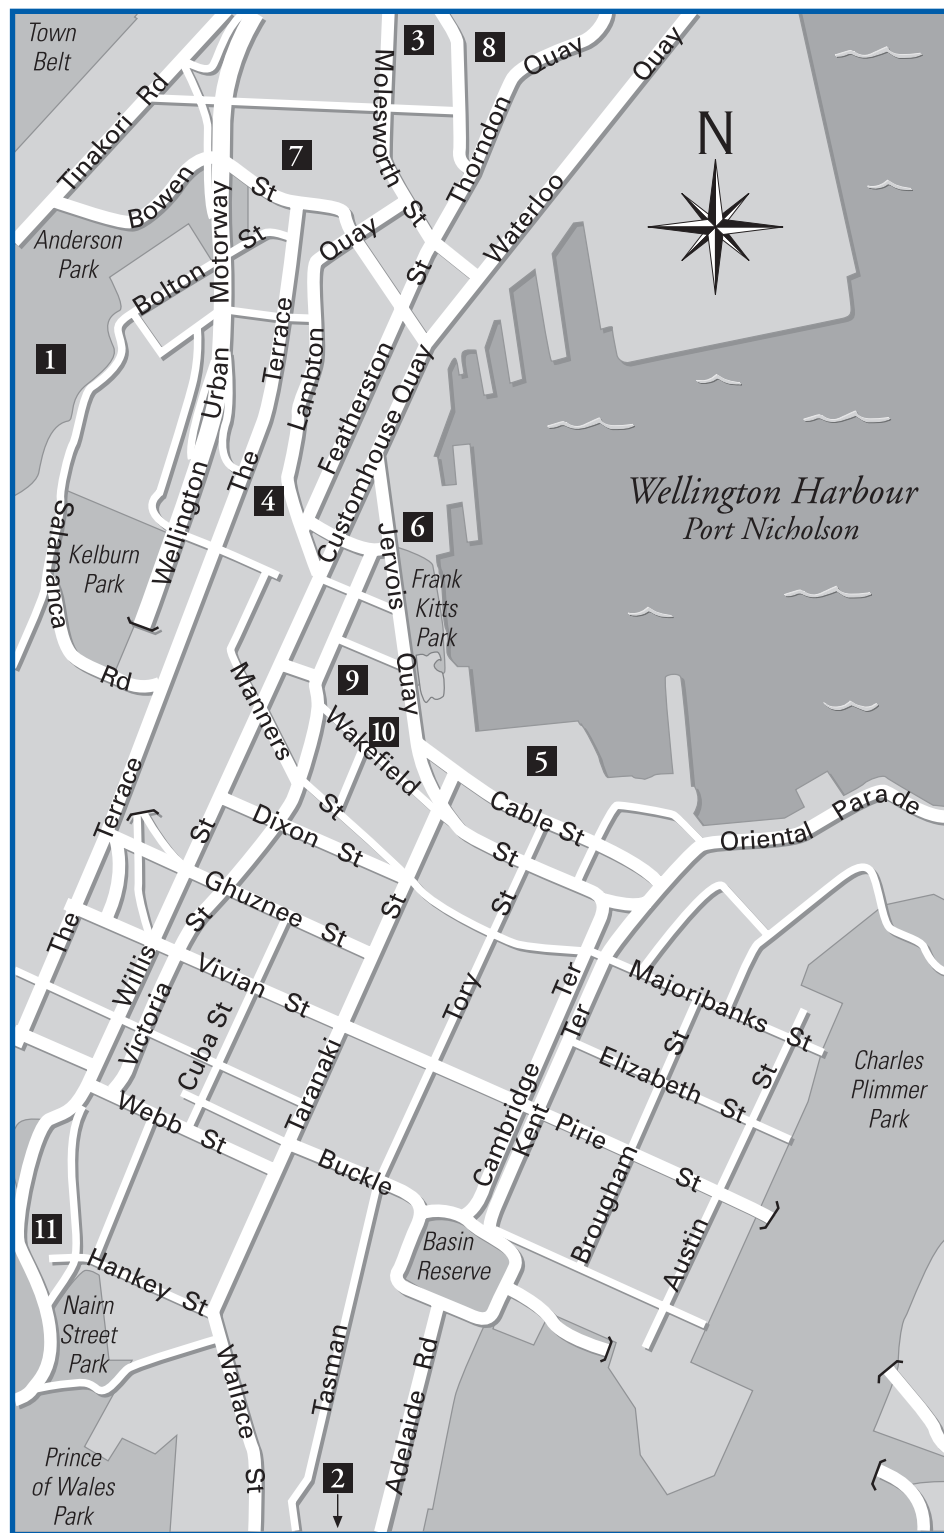 Town
Belt
3
8
Quay
Quay
Molesworth
St
Tinakori Rd
Thorndon
N
7
Bowen
St
Waterloo
Anderson
Park
St
Quay
St
Bolton
Motorway
1
Terrace
Lambton
Urban
Featherston
Customhouse Quay
Wellington Harbour
Port Nicholson
The
4
6
Wellington
Jervois
Salamanca
Kelburn
Park
Frank
Kitts
Park
Rd
Quay
9
Manners
Wakefield
10
5
Terrace
St
Cable St
Oriental Parade
Dixon St
St
St
Ghuznee St
St
St
St
The
Willis
Vivian St
Victoria
Tory
Ter
Ter
Majoribanks St
Cuba St
St
Elizabeth St
St
Charles
Plimmer
Park
Taranaki
Cambridge
Kent
Webb St
Pirie St
Buckle
Brougham
Austin
11
Basin
Reserve
Hankey St
Nairn
Street
Park
Wallace
St
Tasman
Adelaide Rd
Prince
of Wales
Park
2